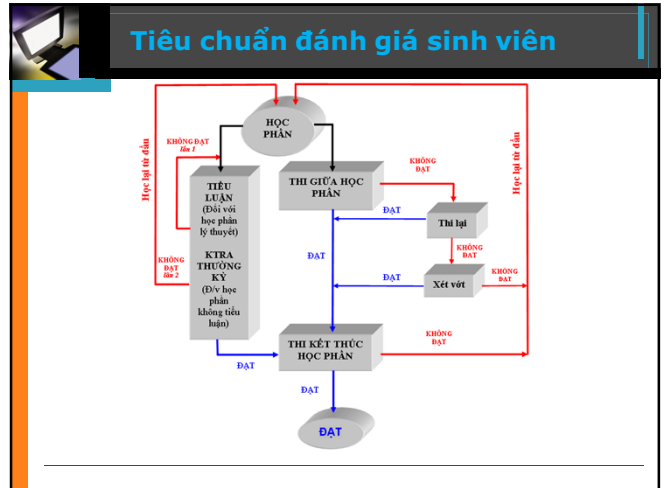 Tiêu chuẩn đánh giá sinh viên
HỌC
PHẦN
Học lại từ đầu
KHÔNG ĐẠT
lần 1
TIỂU
LUẬN
(Đối với
học phần
lý thuyết)
KTRA
THƯỜNG
KỲ
(Đ/v học
phần
không tiểu
luận)
KHÔNG
ĐẠT
lần 2
THI GIỮA HỌC
PHẦN
KHÔNG
ĐẠT
Học lại từ đầu
ĐẠT
Thi lại
KHÔNG
ĐẠT
ĐẠT
ĐẠT
Xét vớt
KHÔNG
ĐẠT
THI KẾT THÚC
HỌC PHẦN
KHÔNG
ĐẠT
ĐẠT
ĐẠT
ĐẠT